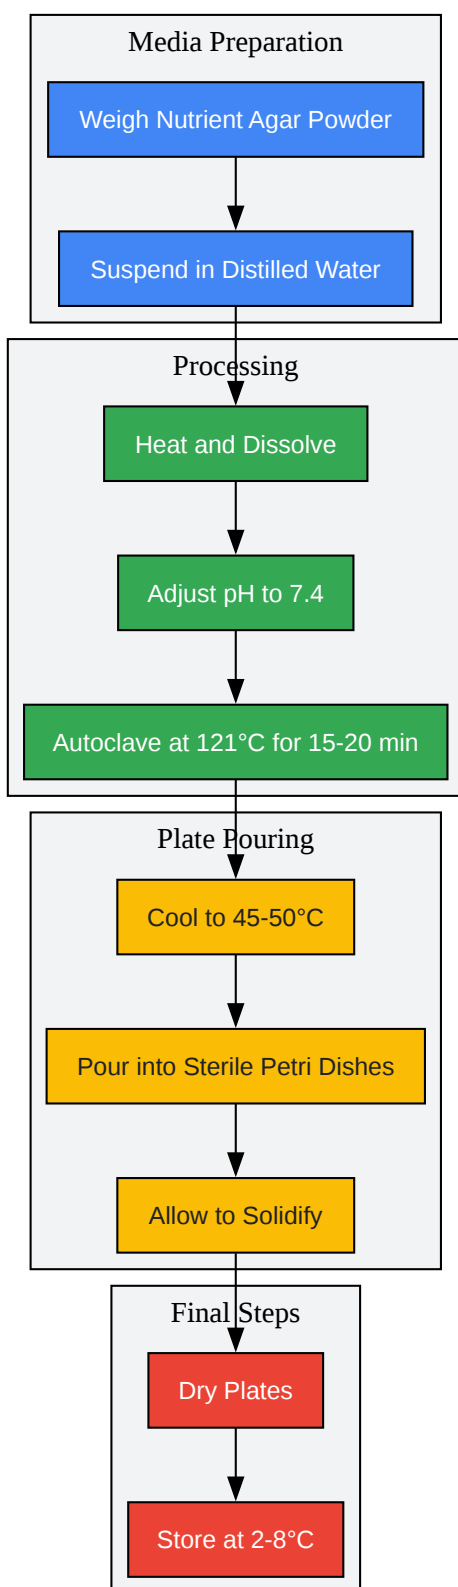 Media Preparation
Weigh Nutrient Agar Powder
Suspend in Distilled Water
Processing
Heat and Dissolve
Adjust pH to 7.4
Autoclave at 121°C for 15-20 min
Plate Pouring
Cool to 45-50°C
Pour into Sterile Petri Dishes
Allow to Solidify
Final Steps
Dry Plates
Store at 2-8°C